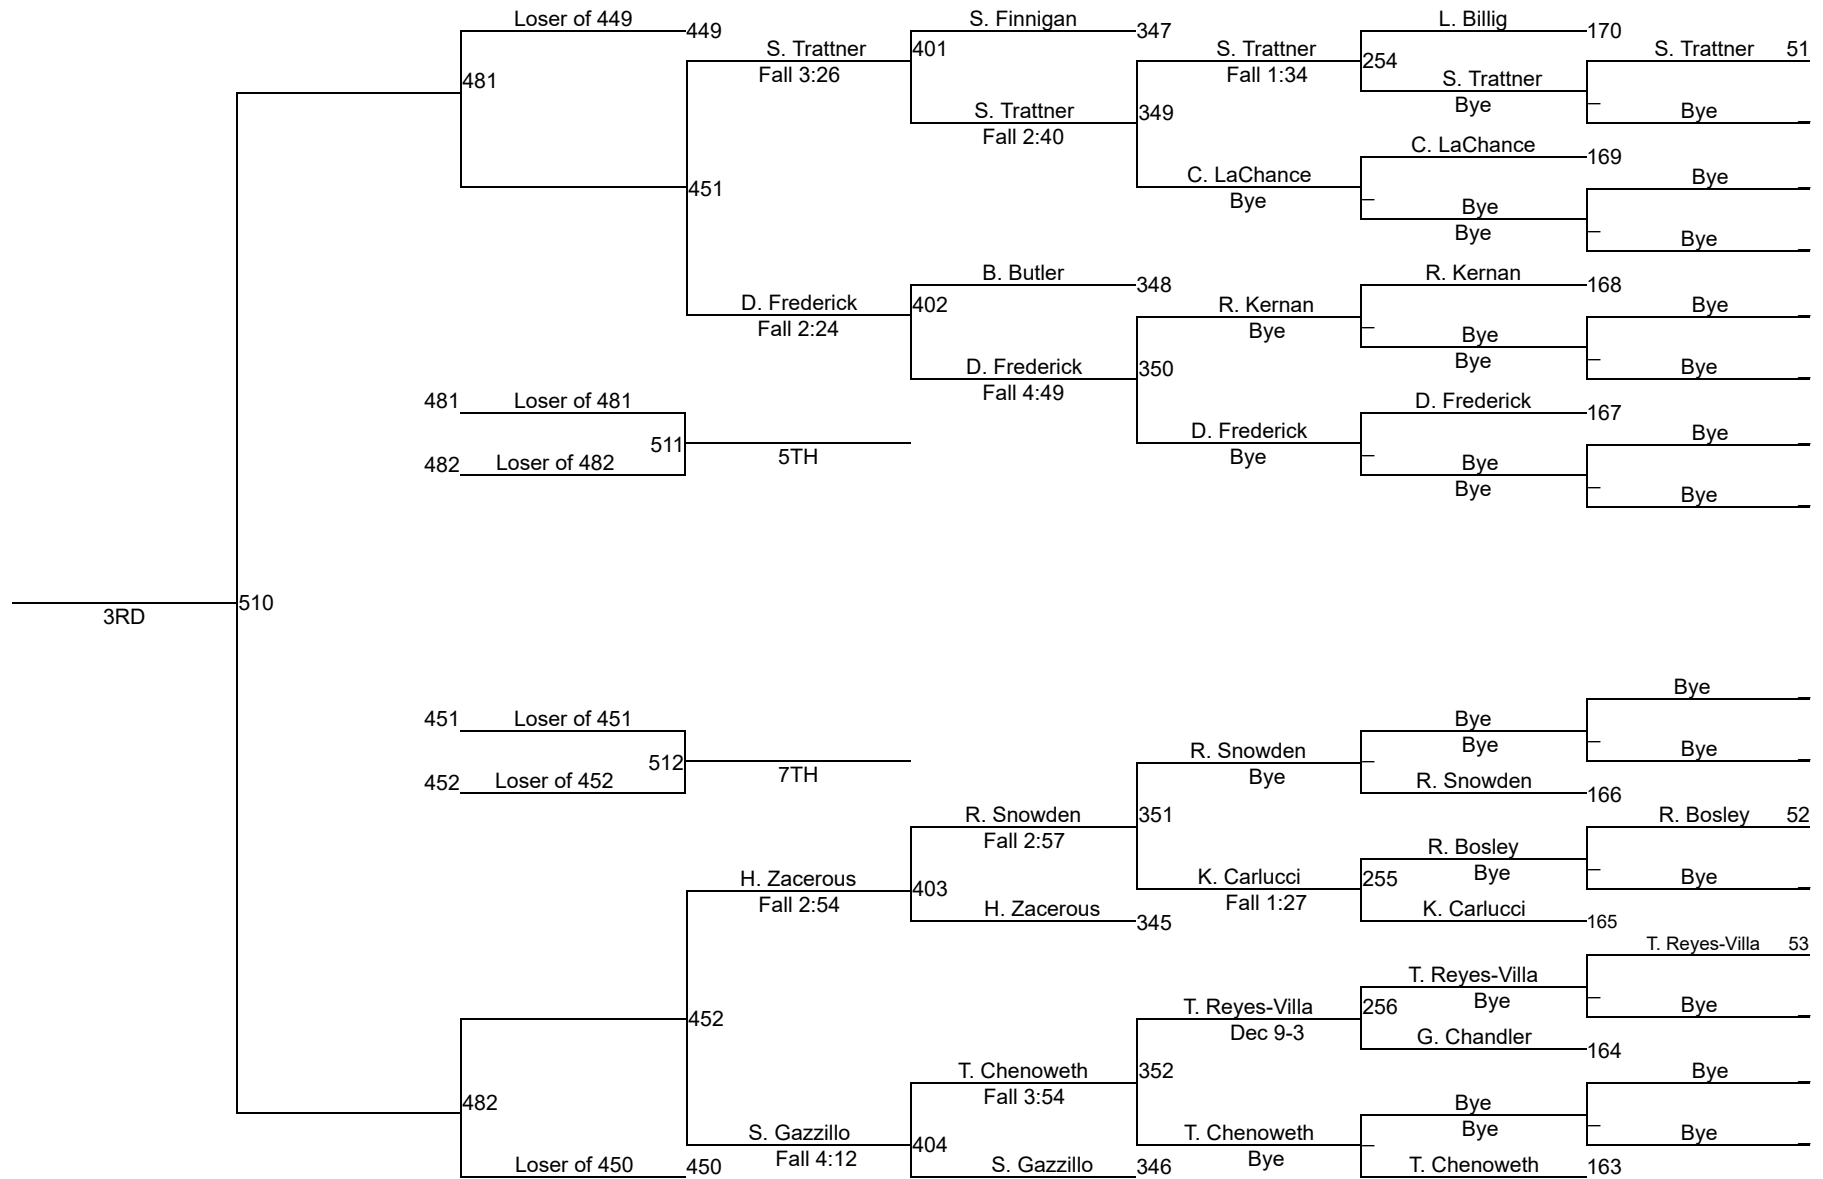 Loser of 449
449
481
S. Trattner
Fall 3:26
401
S. Finnigan
347
S. Trattner
Fall 2:40
349
S. Trattner
Fall 1:34
254
L. Billig
170
S. Trattner
Bye
S. Trattner 51
Bye
C. LaChance
169
C. LaChance
Bye
Bye
Bye
Bye
Bye
451
D. Frederick
Fall 2:24
402
B. Butler
348
D. Frederick
Fall 4:49
350
R. Kernan
Bye
R. Kernan
168
Bye
Bye
Bye
Bye
D. Frederick
Bye
D. Frederick
167
Bye
Bye
Bye
Bye
481 Loser of 481
482 Loser of 482
511
5TH
3RD
510
451 Loser of 451
452 Loser of 452
512
7TH
Bye
Bye
Bye
Bye
R. Snowden
Bye
R. Snowden
166
R. Snowden
Fall 2:57
351
R. Bosley 52
Bye
R. Bosley
Bye
K. Carlucci
Fall 1:27
255
K. Carlucci
165
H. Zacerous
Fall 2:54
403
H. Zacerous
345
T. Reyes-Villa 53
Bye
T. Reyes-Villa
Bye
T. Reyes-Villa
Dec 9-3
256
G. Chandler
164
452
T. Chenoweth
Fall 3:54
352
Bye
Bye
Bye
Bye
T. Chenoweth
Bye
T. Chenoweth
163
482
S. Gazzillo
Fall 4:12
404
S. Gazzillo
346
Loser of 450
450